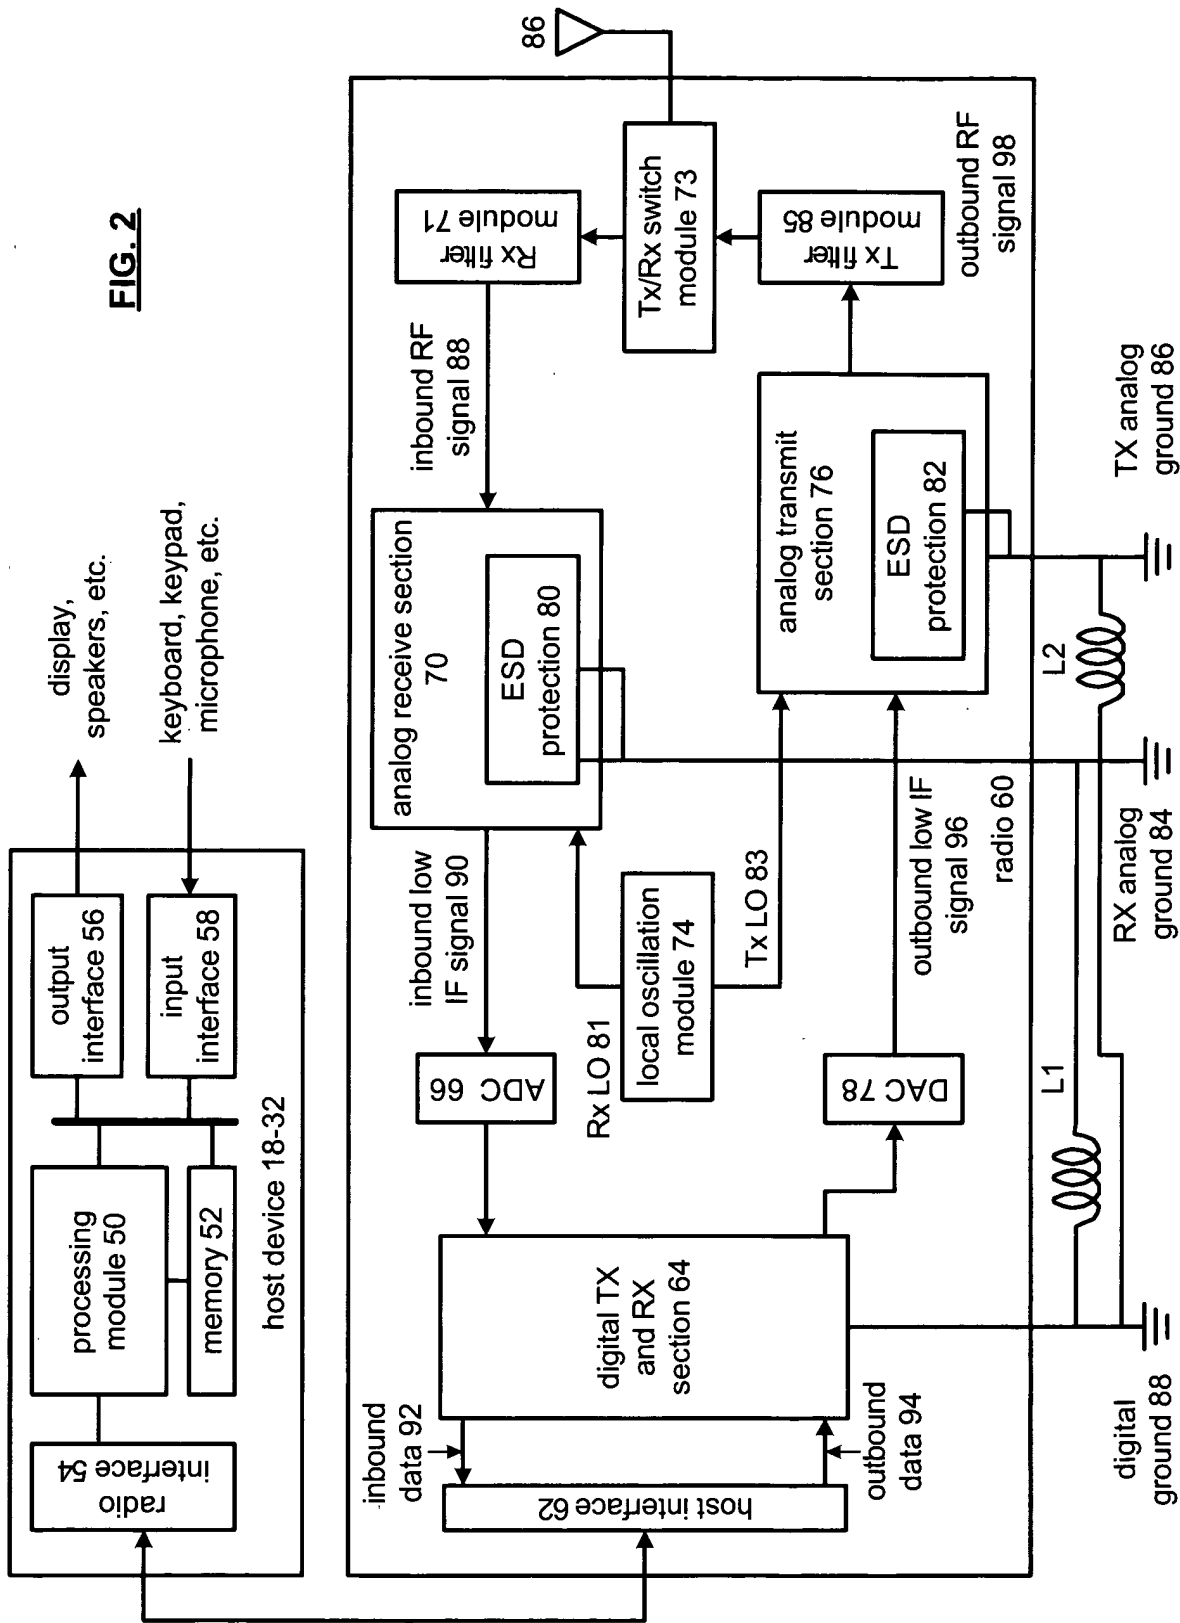 FIG. 2
display,
speakers, etc.
keyboard, keypad,
microphone, etc.
output
interface 56
input
interface 58
processing
module 50
memory 52
radio
interface 54
host device 18-32
86
Rx filter
module 71
Tx/Rx switch
module 73
Tx filter
module 85
outbound RF
signal 98
inbound RF
signal 88
analog receive section
70
ESD
protection 80
analog transmit
section 76
ESD
protection 82
inbound low
IF signal 90
Rx LO 81
local oscillation
module 74
Tx LO 83
outbound low IF
signal 96
radio 60
ADC 66
DAC 78
digital TX
and RX
section 64
inbound
data 92
outbound
data 94
host interface 62
L1
L2
digital
ground 88
RX analog
ground 84
TX analog
ground 86